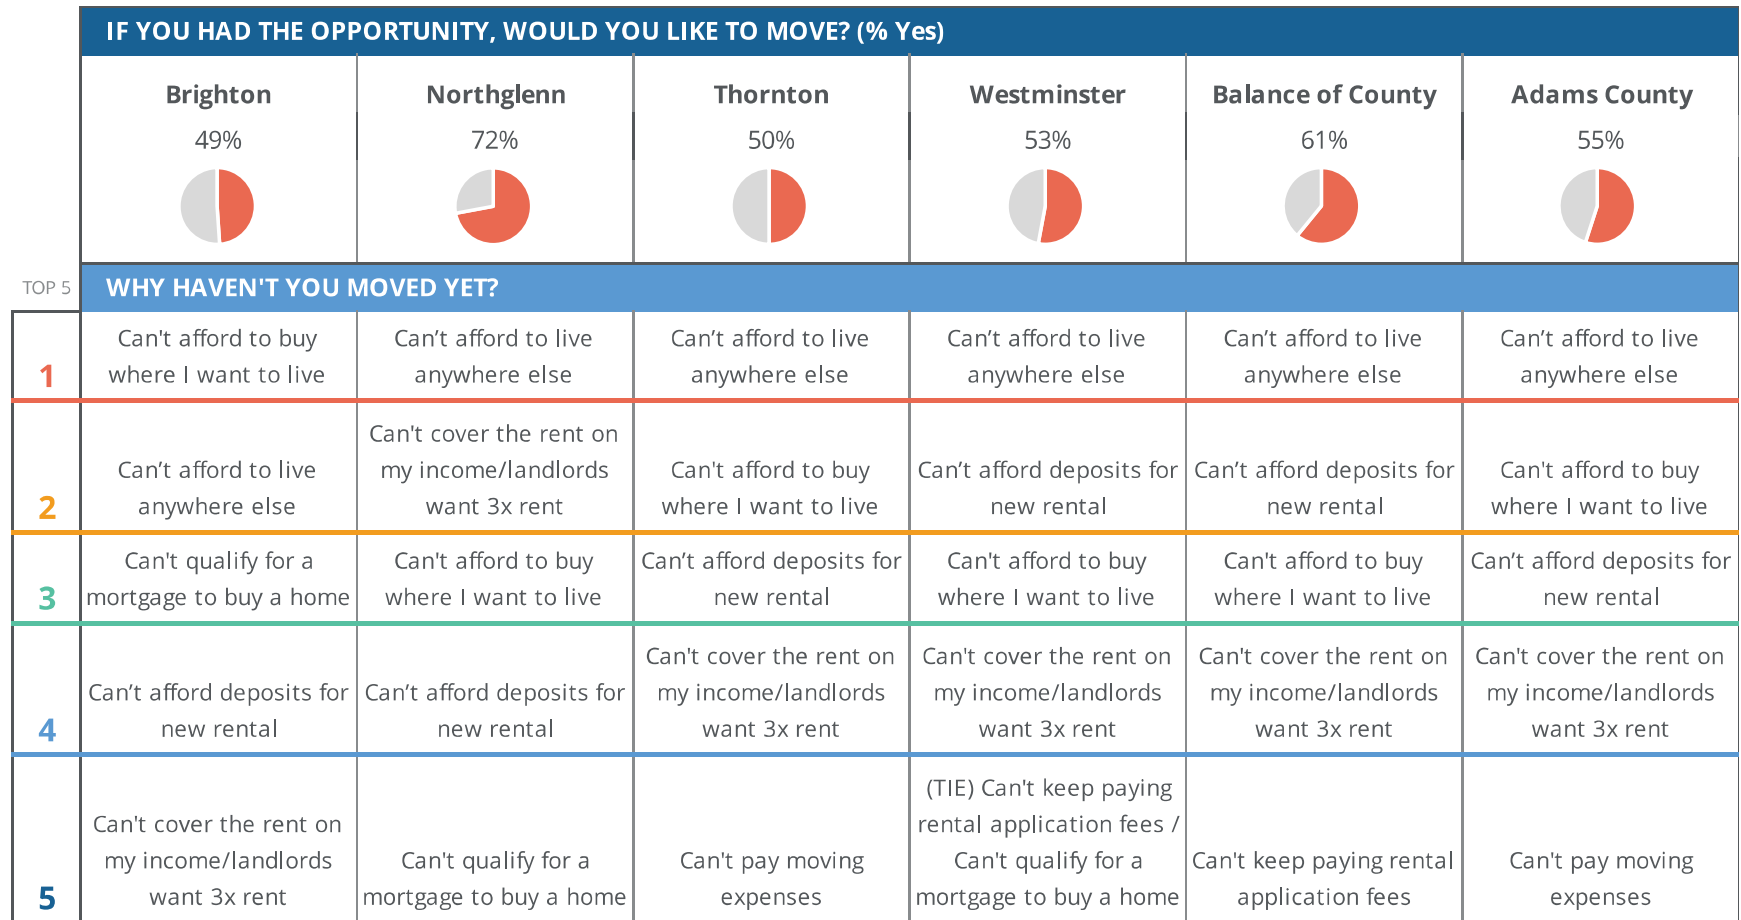 IF YOU HAD THE OPPORTUNITY, WOULD YOU LIKE TO MOVE? (% Yes)
Brighton Northglenn Thornton Westminster Balance of County Adams County
49% 72% 50% 53% 61% 55%
TOP 5 WHY HAVEN'T YOU MOVED YET?
1
Can't afford to buy
where I want to live
Can’t afford to live
anywhere else
Can’t afford to live
anywhere else
Can’t afford to live
anywhere else
Can’t afford to live
anywhere else
Can’t afford to live
anywhere else
2
Can’t afford to live
anywhere else
Can't cover the rent on
my income/landlords
want 3x rent
Can't afford to buy
where I want to live
Can’t afford deposits for
new rental
Can’t afford deposits for
new rental
Can't afford to buy
where I want to live
3
Can't qualify for a
mortgage to buy a home
Can't afford to buy
where I want to live
Can’t afford deposits for
new rental
Can't afford to buy
where I want to live
Can't afford to buy
where I want to live
Can’t afford deposits for
new rental
4
Can’t afford deposits for
new rental
Can’t afford deposits for
new rental
Can't cover the rent on
my income/landlords
want 3x rent
Can't cover the rent on
my income/landlords
want 3x rent
Can't cover the rent on
my income/landlords
want 3x rent
Can't cover the rent on
my income/landlords
want 3x rent
5
Can't cover the rent on
my income/landlords
want 3x rent
Can't qualify for a
mortgage to buy a home
Can't pay moving
expenses
(TIE) Can't keep paying
rental application fees /
Can't qualify for a
mortgage to buy a home
Can't keep paying rental
application fees
Can't pay moving
expenses